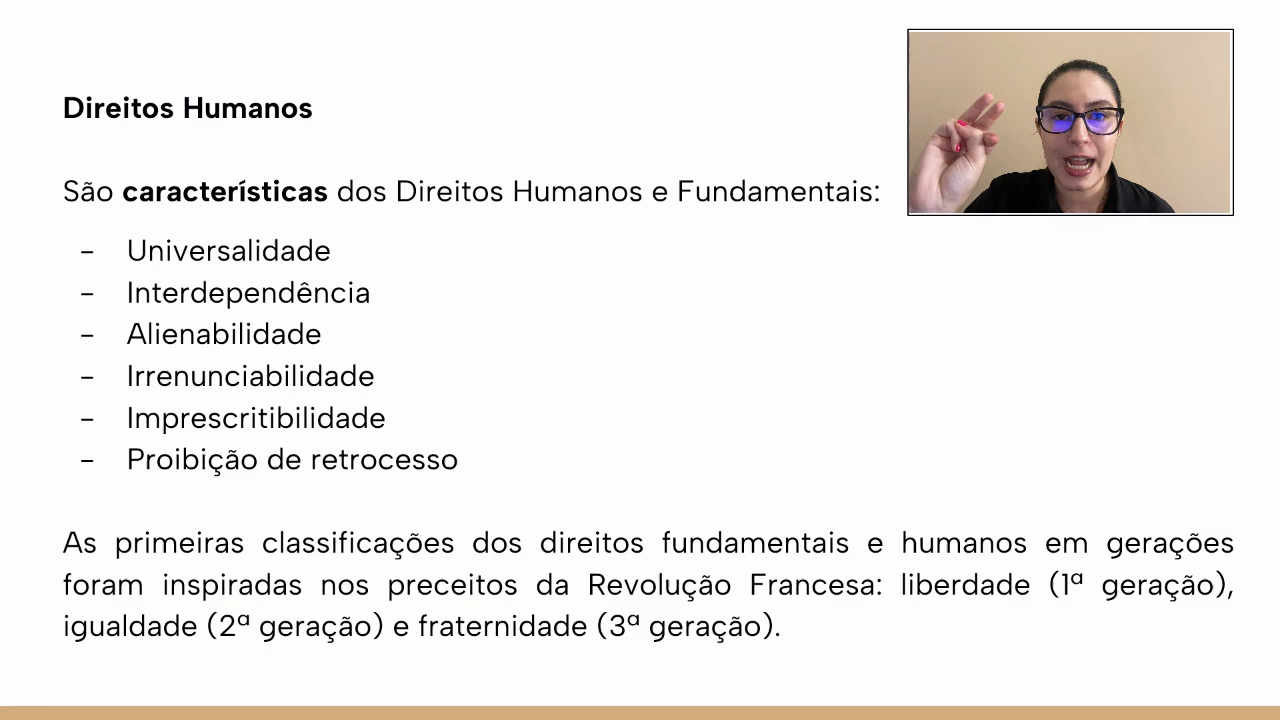 Direitos Humanos
São características dos Direitos Humanos e Fundamentais:
- Universalidade
- Interdependência
- Alienabilidade
- Irrenunciabilidade
- Imprescritibilidade
- Proibição de retrocesso
As primeiras classificações dos direitos fundamentais e humanos em gerações
foram inspiradas nos preceitos da Revolução Francesa: liberdade (1ª geração),
igualdade (2ª geração) e fraternidade (3ª geração).